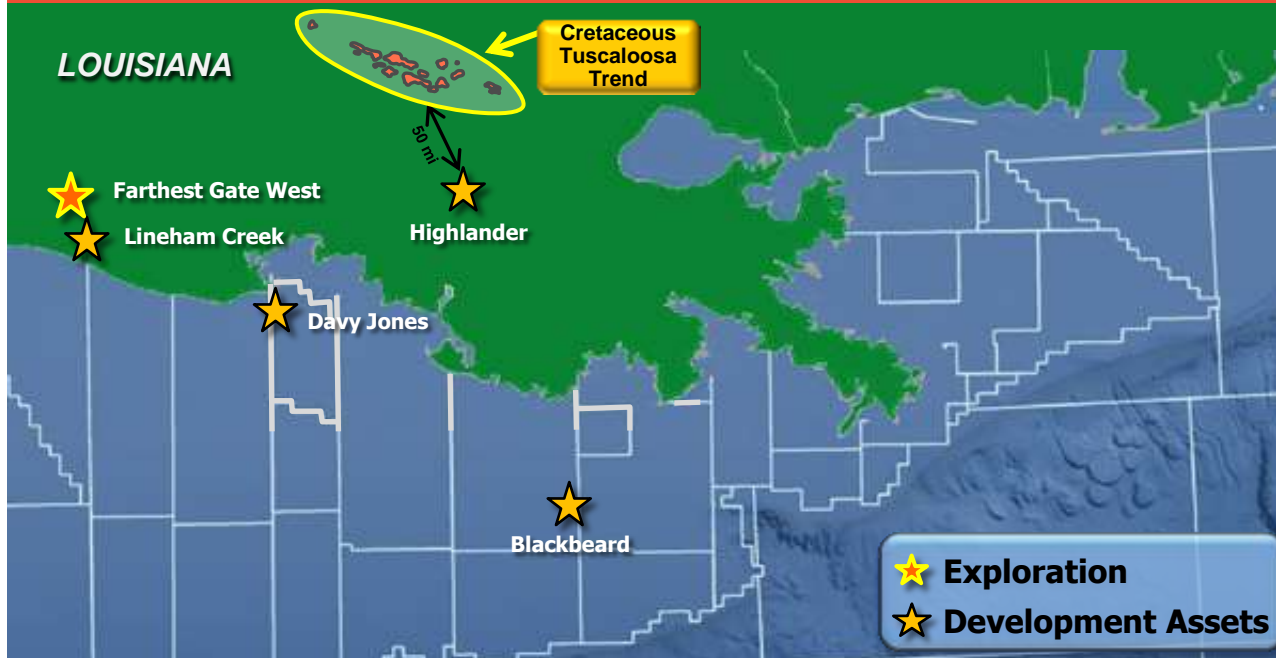 Cretaceous
Tuscaloosa
Trend
LOUISIANA
50 mi
Farthest Gate West
Lineham Creek
Highlander
Davy Jones
Blackbeard
Exploration
Development Assets